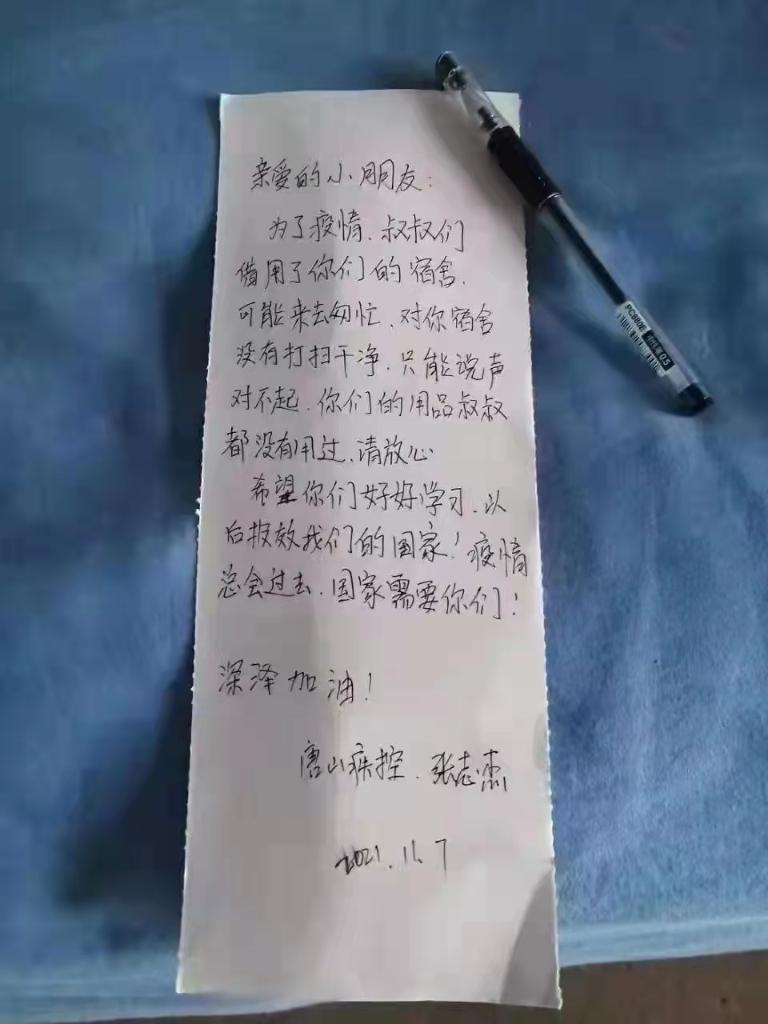 亲爱的小朋友:
为了疫情、叔叔们
借用了你们的宿舍、
可能来去匆忙、对你宿舍
没有打扫干净、只能说声
对不起、你们的用品叔叔
都没有用过、请放心
希望你们好好学习、以
后报效我们的国家!疫情
总会过去、国家需要你们!
深泽加油!
唐山疾控、张志杰
2021.11.7
0.5